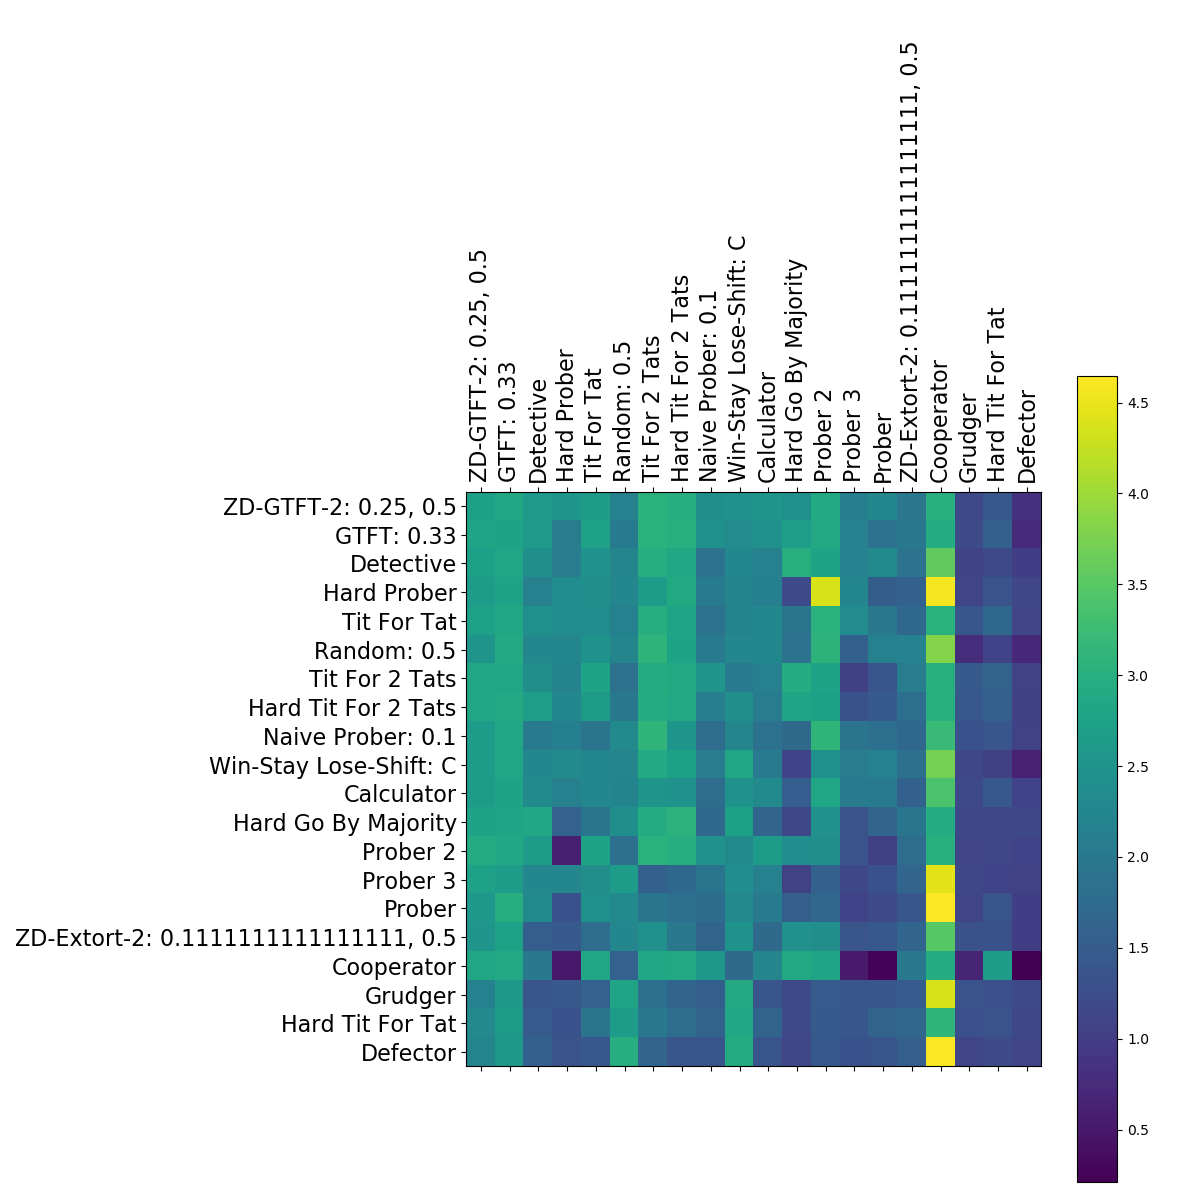 ZD-GTFT-2: 0.25, 0.5
GTFT: 0.33
Detective
Hard Prober
Tit For Tat
Random: 0.5
Tit For 2 Tats
Hard Tit For 2 Tats
Naive Prober: 0.1
Win-Stay Lose-Shift: C
Calculator
Hard Go By Majority
Prober 2
Prober 3
Prober
ZD-Extort-2: 0.1111111111111111, 0.5
Cooperator
Grudger
Hard Tit For Tat
Defector
ZD-GTFT-2: 0.25, 0.5
GTFT: 0.33
Detective
Hard Prober
Tit For Tat
Random: 0.5
Tit For 2 Tats
Hard Tit For 2 Tats
Naive Prober: 0.1
Win-Stay Lose-Shift: C
Calculator
Hard Go By Majority
Prober 2
Prober 3
Prober
ZD-Extort-2: 0.1111111111111111, 0.5
Cooperator
Grudger
Hard Tit For Tat
Defector
4.5
4.0
3.5
3.0
2.5
2.0
1.5
1.0
0.5